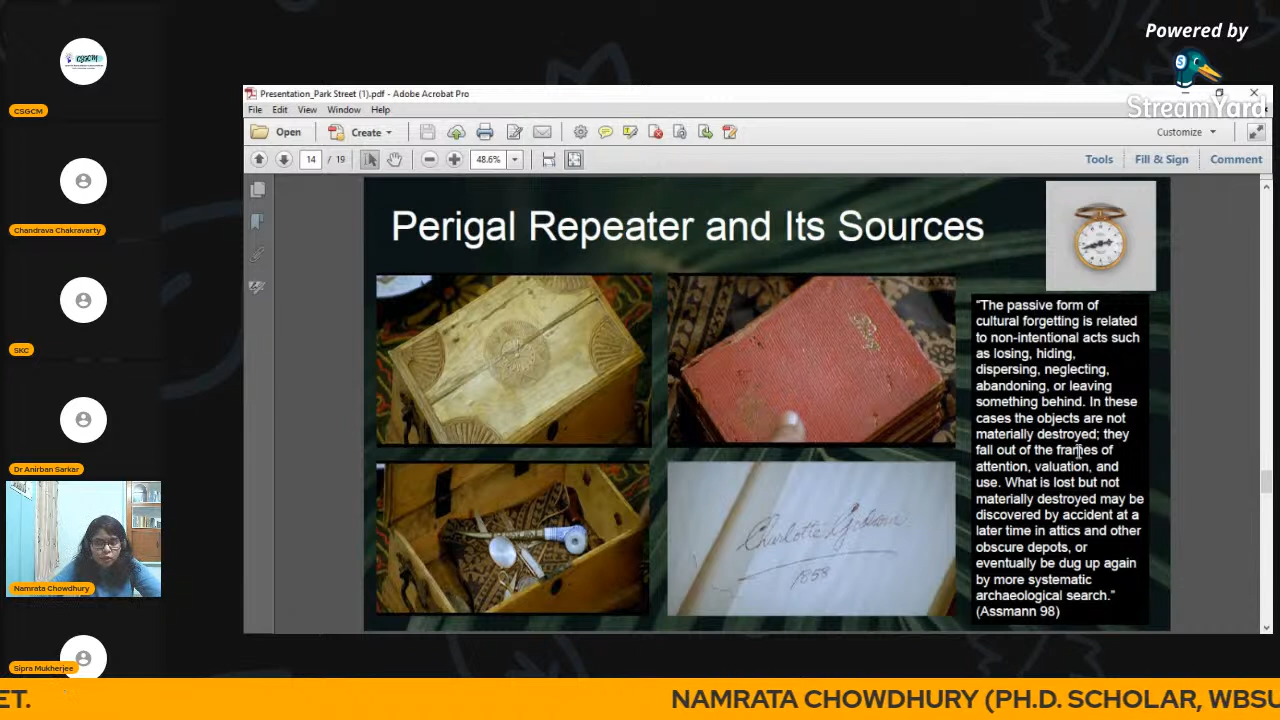 Powered by
StreamYard
CSGCM
CSGCM
Chandrava Chakravarty
SKC
Dr Anirban Sarkar
Namrata Chowdhury
Sipra Mukherjee
Presentation_Park Street (1).pdf - Adobe Acrobat Pro
File Edit View Window Help
Open Create Customize
14 / 19 48.6% Tools Fill & Sign Comment
Perigal Repeater and Its Sources
"The passive form of
cultural forgetting is related
to non-intentional acts such
as losing, hiding,
dispersing, neglecting,
abandoning, or leaving
something behind. In these
cases the objects are not
materially destroyed; they
fall out of the frames of
attention, valuation, and
use. What is lost but not
materially destroyed may be
discovered by accident at a
later time in attics and other
obscure depots, or
eventually be dug up again
by more systematic
archaeological search."
(Assmann 98)
Charlotte Godwin
1858
ET. NAMRATA CHOWDHURY (PH.D. SCHOLAR, WBSU